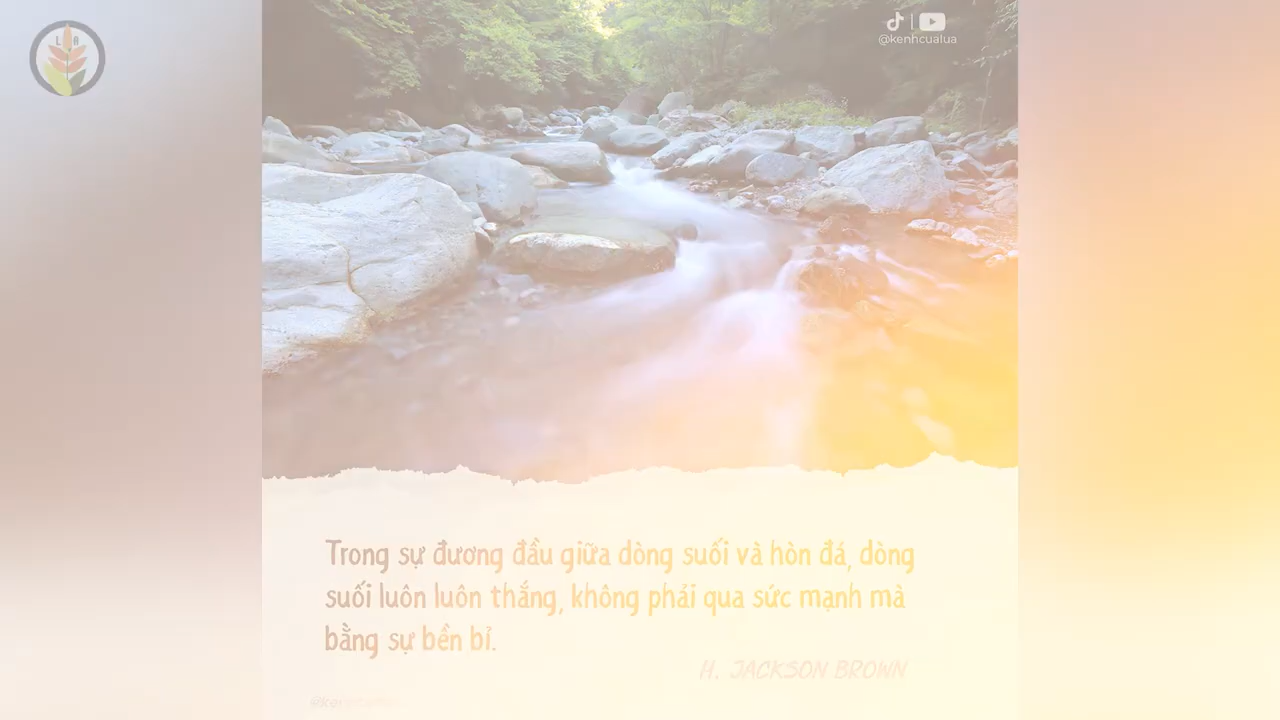 L A
@kenhcualua
Trong sự đương đầu giữa dòng suối và hòn đá, dòng
suối luôn luôn thắng, không phải qua sức mạnh mà
bằng sự bền bỉ.
H. JACKSON BROWN